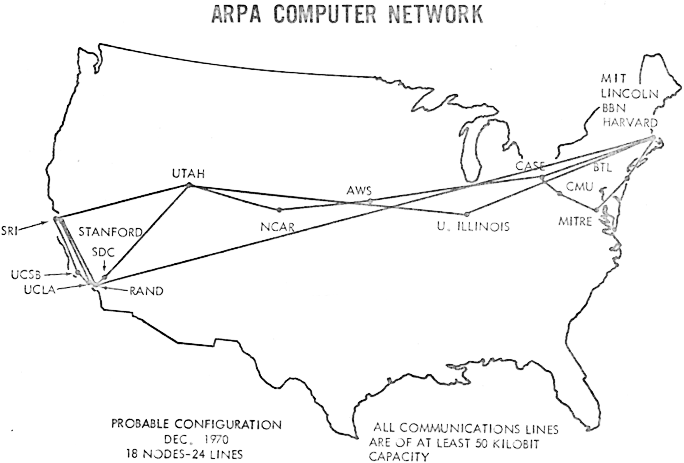 ARPA COMPUTER NETWORK
MIT
LINCOLN
BBN
HARVARD
CASE
BTL
UTAH
AWS
CMU
SRI
STANFORD
NCAR
U. ILLINOIS
MITRE
SDC
UCSB
UCLA
RAND
PROBABLE CONFIGURATION
DEC. 1970
18 NODES-24 LINES
ALL COMMUNICATIONS LINES
ARE OF AT LEAST 50 KILOBIT
CAPACITY